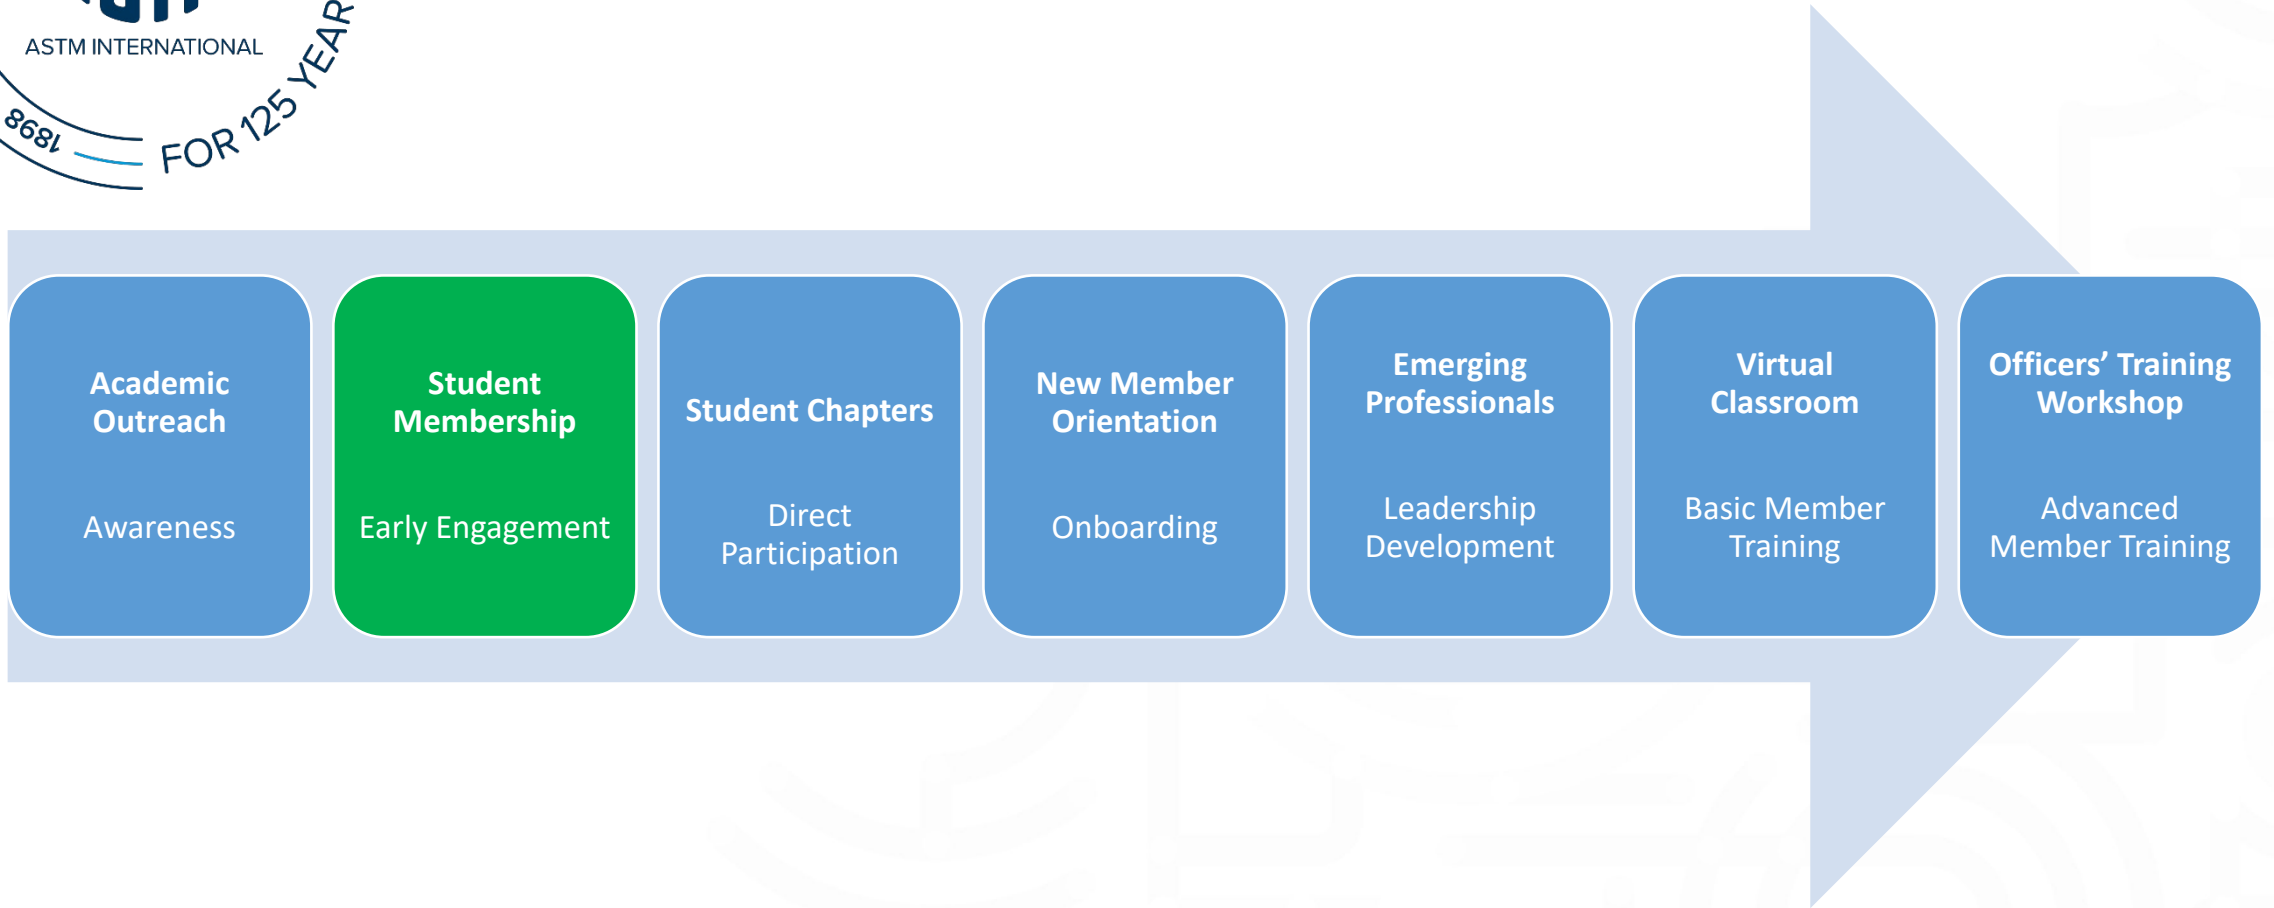 ASTM INTERNATIONAL
1898
FOR 125 YEAR
Academic
Outreach
Awareness
Student
Membership
Early Engagement
Student Chapters
Direct
Participation
New Member
Orientation
Onboarding
Emerging
Professionals
Leadership
Development
Virtual
Classroom
Basic Member
Training
Officers’ Training
Workshop
Advanced
Member Training